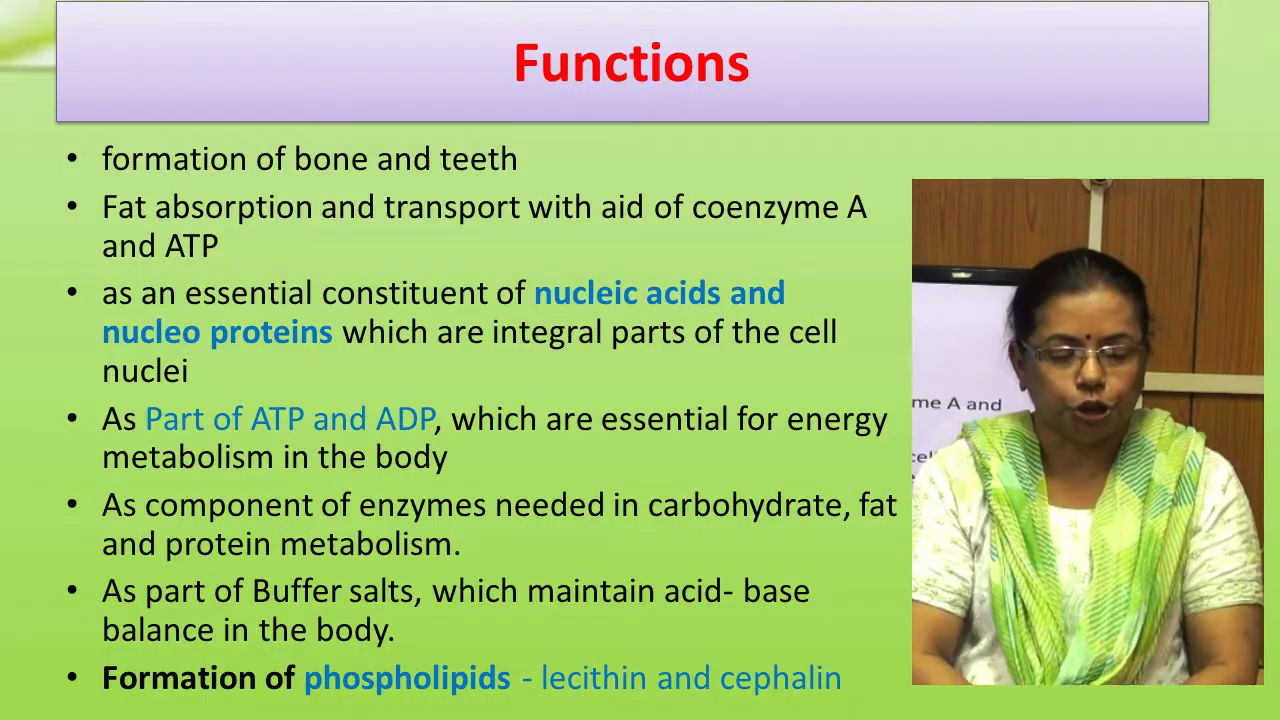 Functions
• formation of bone and teeth
• Fat absorption and transport with aid of coenzyme A
and ATP
• as an essential constituent of nucleic acids and
nucleo proteins which are integral parts of the cell
nuclei
• As Part of ATP and ADP, which are essential for energy
metabolism in the body
• As component of enzymes needed in carbohydrate, fat
and protein metabolism.
• As part of Buffer salts, which maintain acid- base
balance in the body.
• Formation of phospholipids - lecithin and cephalin
me A and
cel